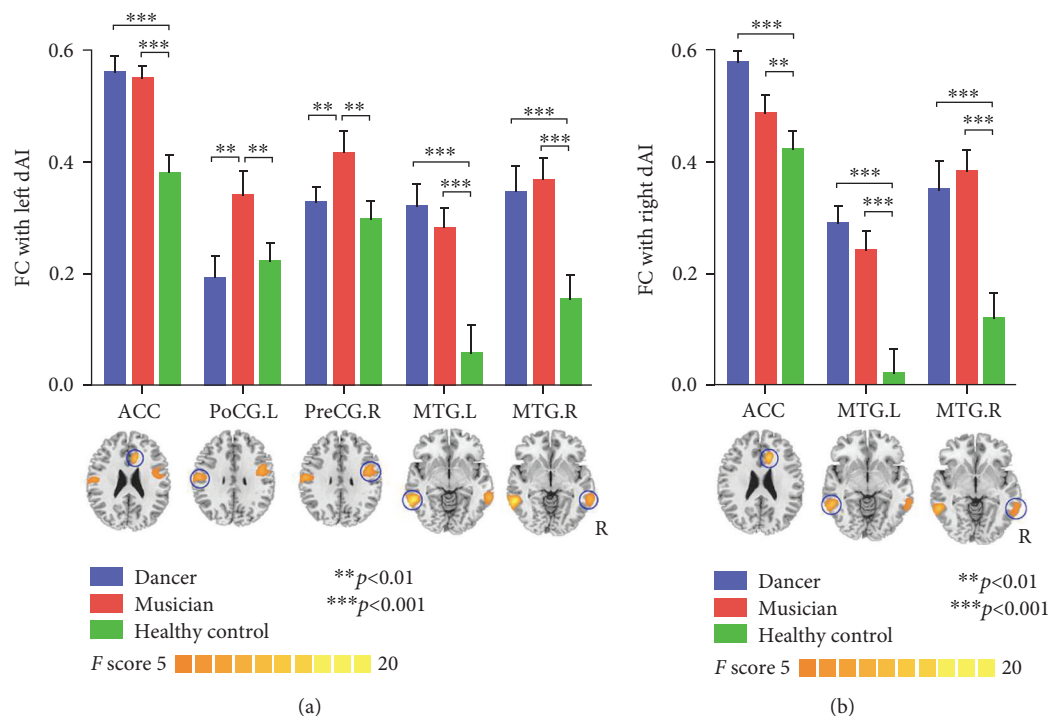 *** *** ** ** ** ** *** *** *** ***
FC with left dAI
0.6
0.4
0.2
0.0
ACC PoCG.L PreCG.R MTG.L MTG.R
R
Dancer **p<0.01
Musician ***p<0.001
Healthy control
F score 5 20
(a)
*** ** *** *** *** ***
FC with right dAI
0.6
0.4
0.2
0.0
ACC MTG.L MTG.R
R
Dancer **p<0.01
Musician ***p<0.001
Healthy control
F score 5 20
(b)